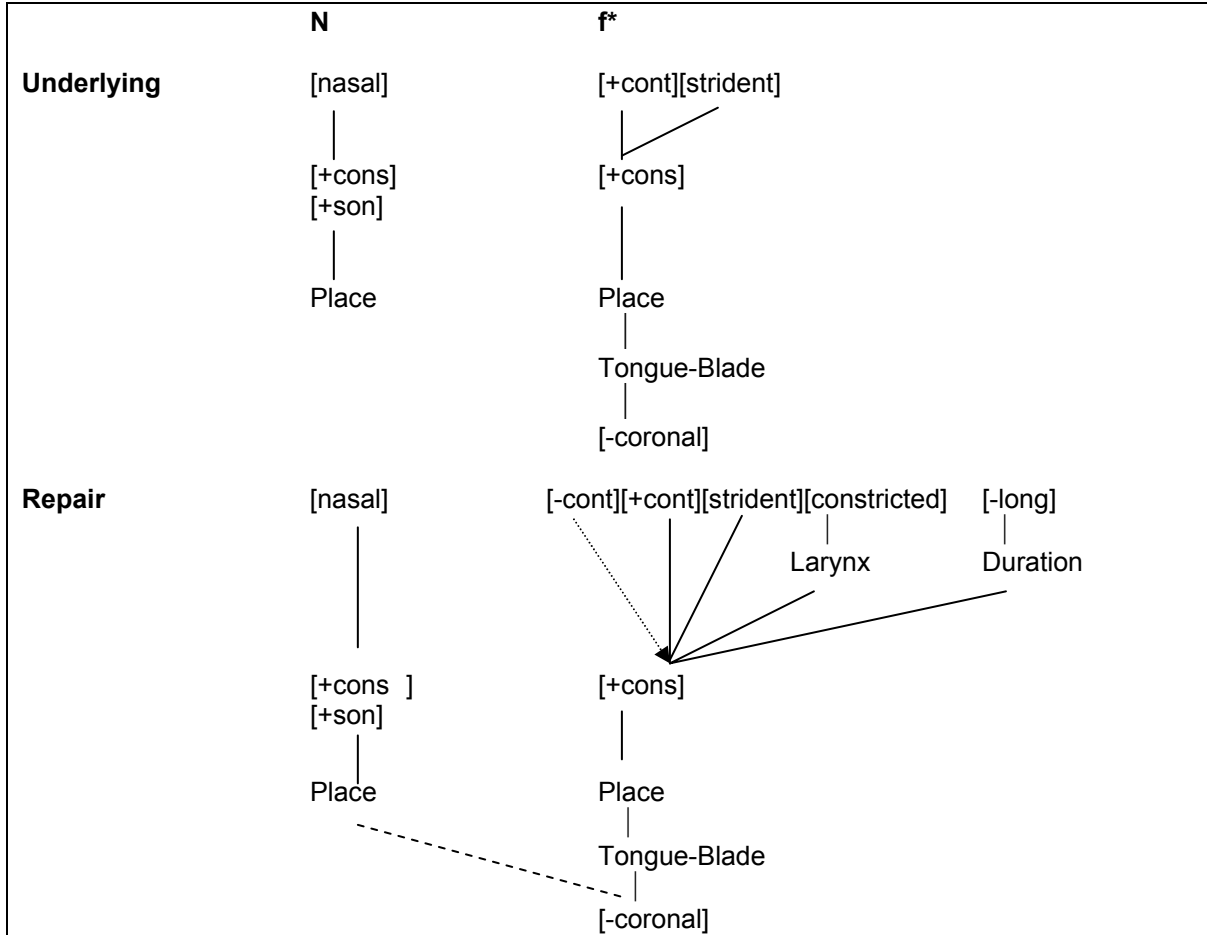 N f*
Underlying [nasal] [+cont][strident]
[+cons] [+cons]
[+son]
Place Place
Tongue-Blade
[-coronal]
Repair [nasal] [-cont][+cont][strident][constricted] [-long]
Larynx Duration
[+cons ] [+cons]
[+son]
Place Place
Tongue-Blade
[-coronal]